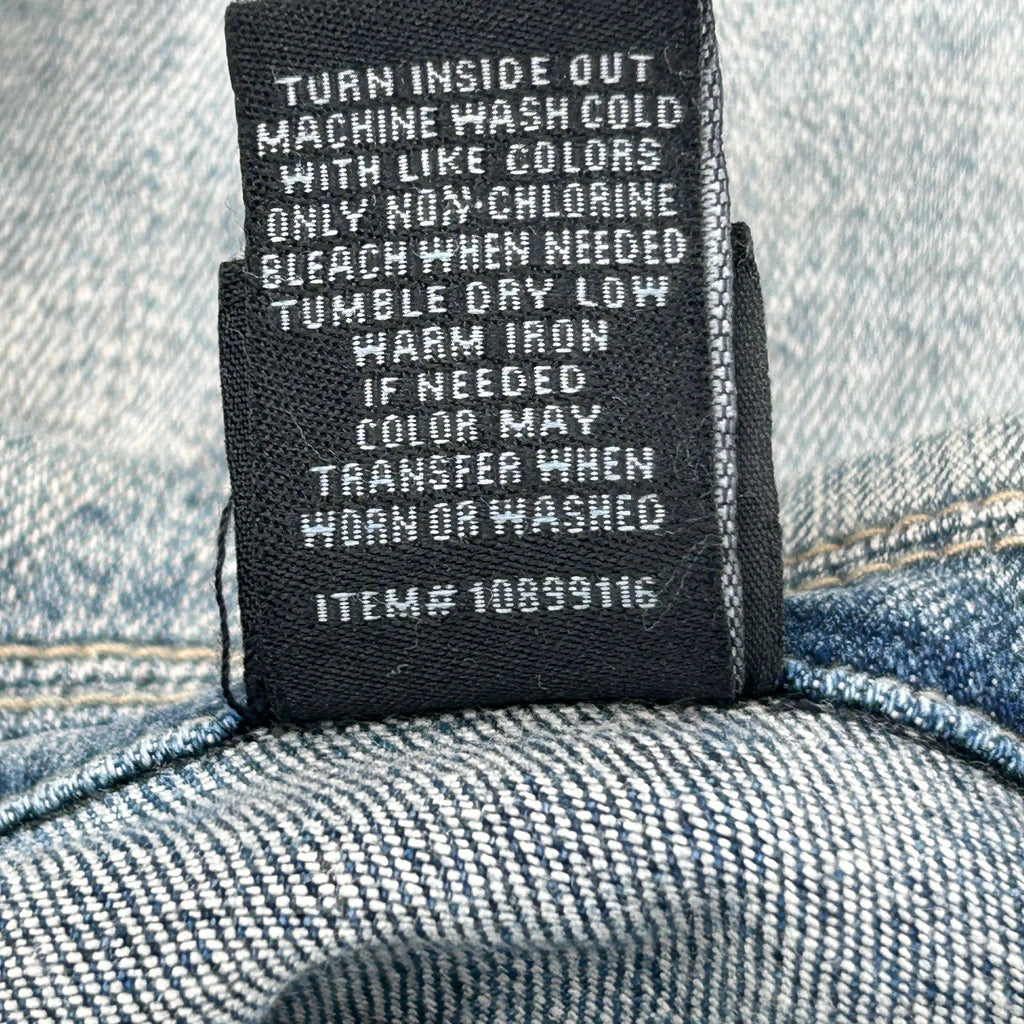 TURN INSIDE OUT
MACHINE WASH COLD
WITH LIKE COLORS
ONLY NON-CHLORINE
BLEACH WHEN NEEDED
TUMBLE DRY LOW
WARM IRON
IF NEEDED
COLOR MAY
TRANSFER WHEN
WORN OR WASHED
ITEM# 10899116